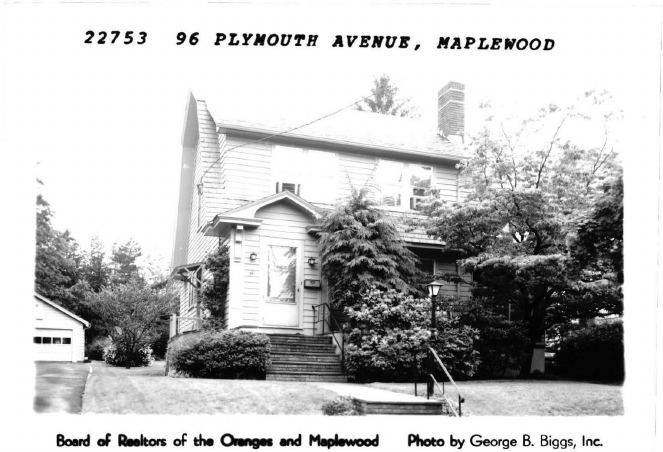 22753 96 PLYMOUTH AVENUE, MAPLEWOOD
Board of Realtors of the Oranges and Maplewood Photo by George B. Biggs, Inc.